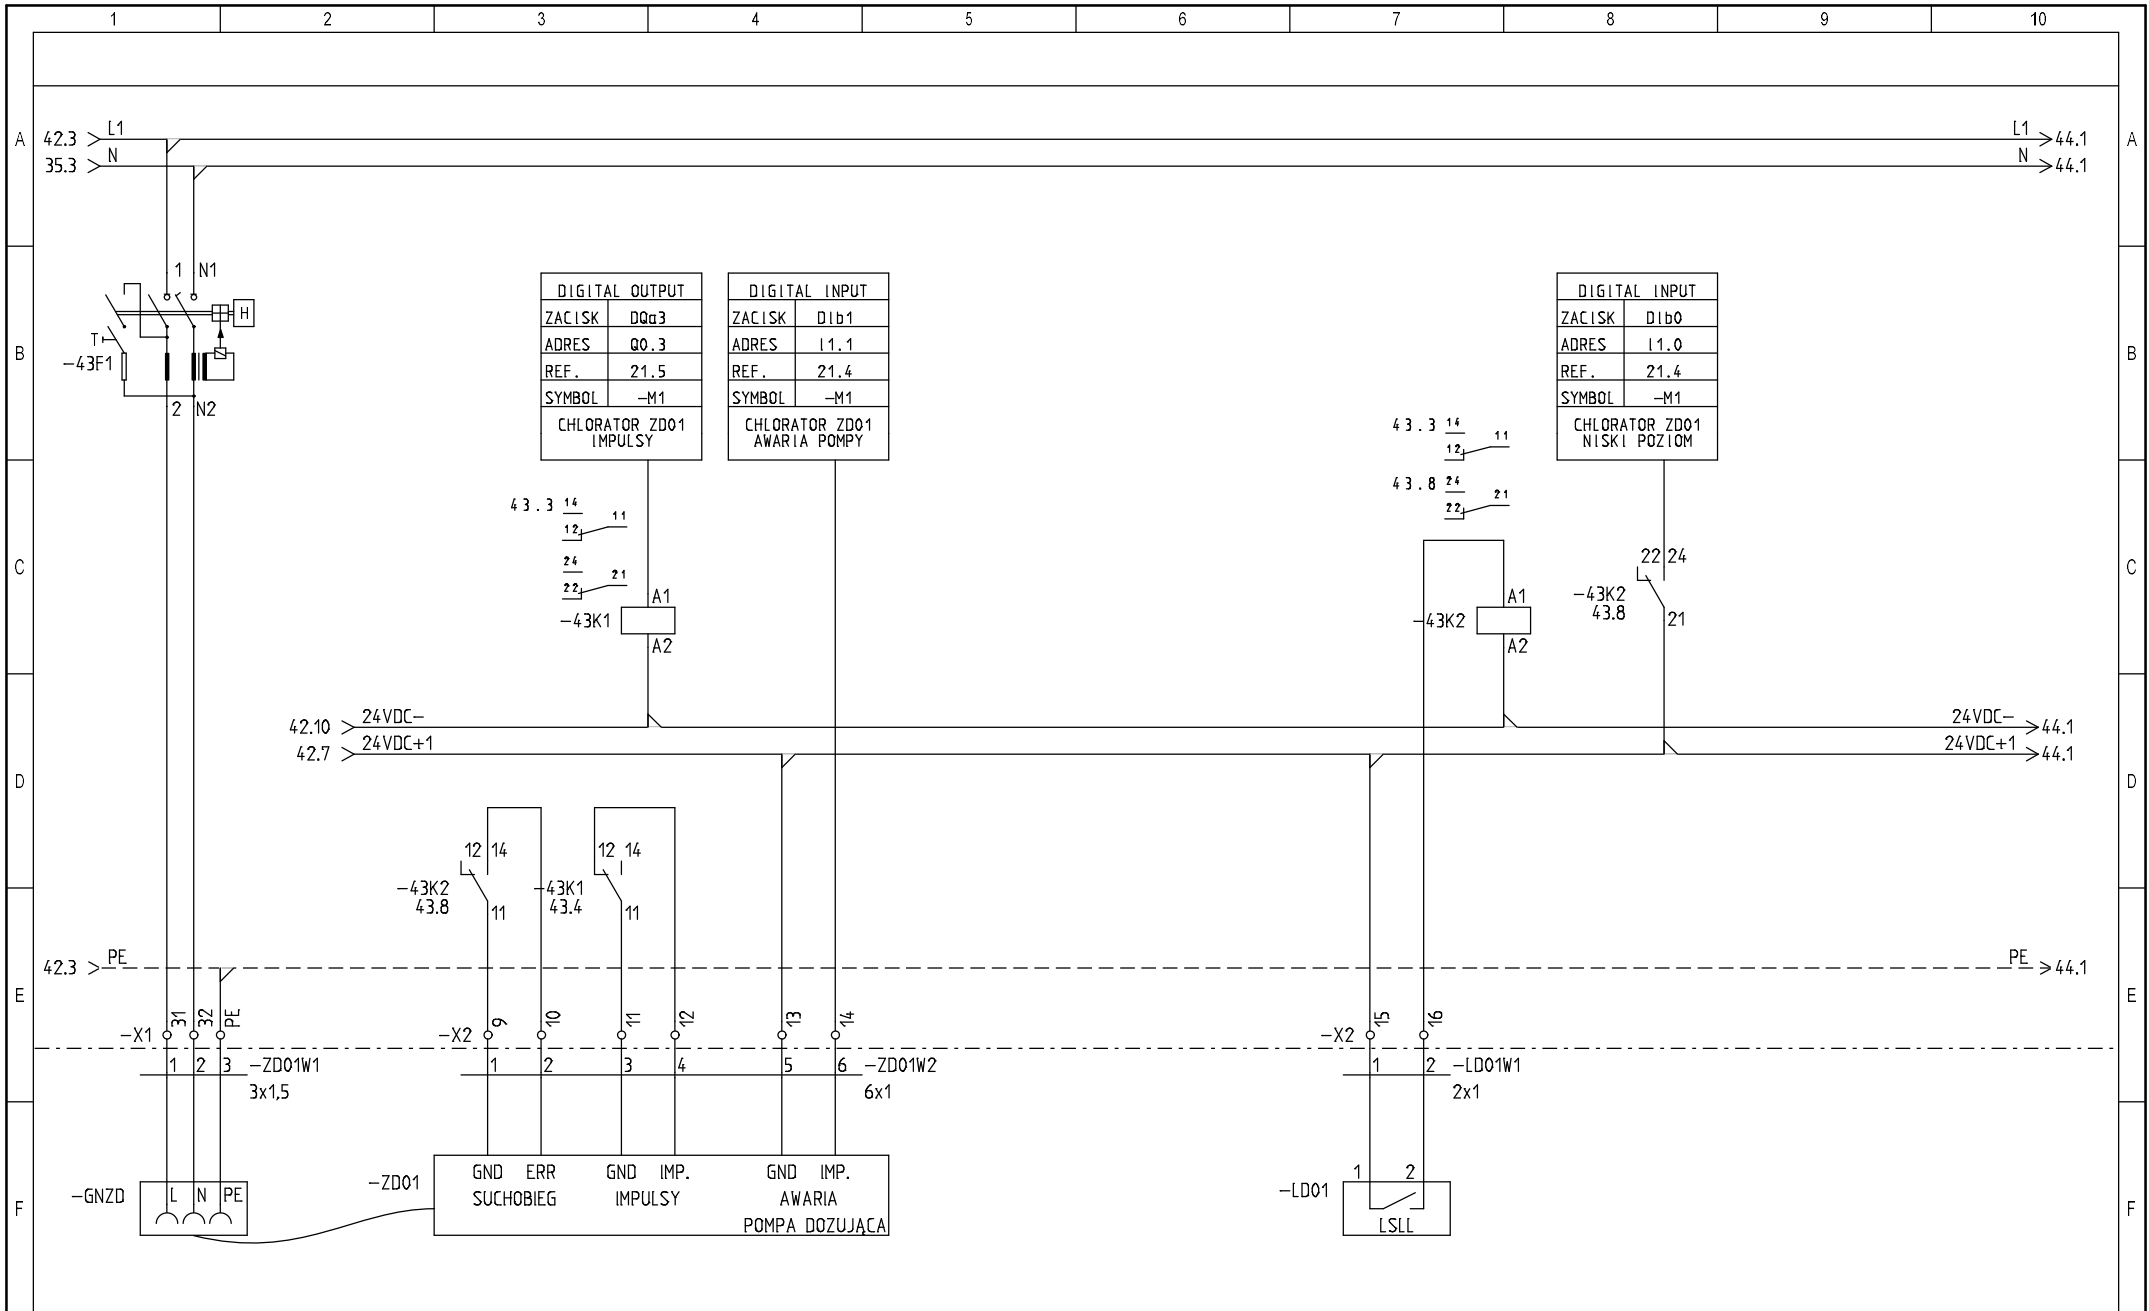 1 2 3 4 5 6 7 8 9 10
A 42.3 L1 L1 44.1 A
35.3 N N 44.1
1 N1
H
T
B -43F1 B
2 N2
DIGITAL OUTPUT
ZACISK DQa3
ADRES Q0.3
REF. 21.5
SYMBOL -M1
CHLORATOR ZD01
IMPULSY
DIGITAL INPUT
ZACISK DIb1
ADRES I1.1
REF. 21.4
SYMBOL -M1
CHLORATOR ZD01
AWARIA POMPY
DIGITAL INPUT
ZACISK DIb0
ADRES I1.0
REF. 21.4
SYMBOL -M1
CHLORATOR ZD01
NISKI POZIOM
43.3 14
12 11
43.8 24
22 21
43.3 14
12 11
24
22 21
C C
-43K1 A1
A2
-43K2 A1
A2
22 24
-43K2
43.8
21
42.10 24VDC- 24VDC- 44.1
42.7 24VDC+1 24VDC+1 44.1
D D
12 14
-43K2
43.8
11
12 14
-43K1
43.4
11
42.3 PE PE 44.1
E E
-X1 31 32 PE
-X2 9 10 11 12 13 14
-X2 15 16
1 2 3 -ZD01W1
3x1,5
1 2 3 4 5 6 -ZD01W2
6x1
1 2 -LD01W1
2x1
F F
-GNZD L N PE
-ZD01
GND ERR GND IMP. GND IMP.
SUCHOBIEG IMPULSY AWARIA
POMPA DOZUJĄCA
1 2
-LD01
LSLL